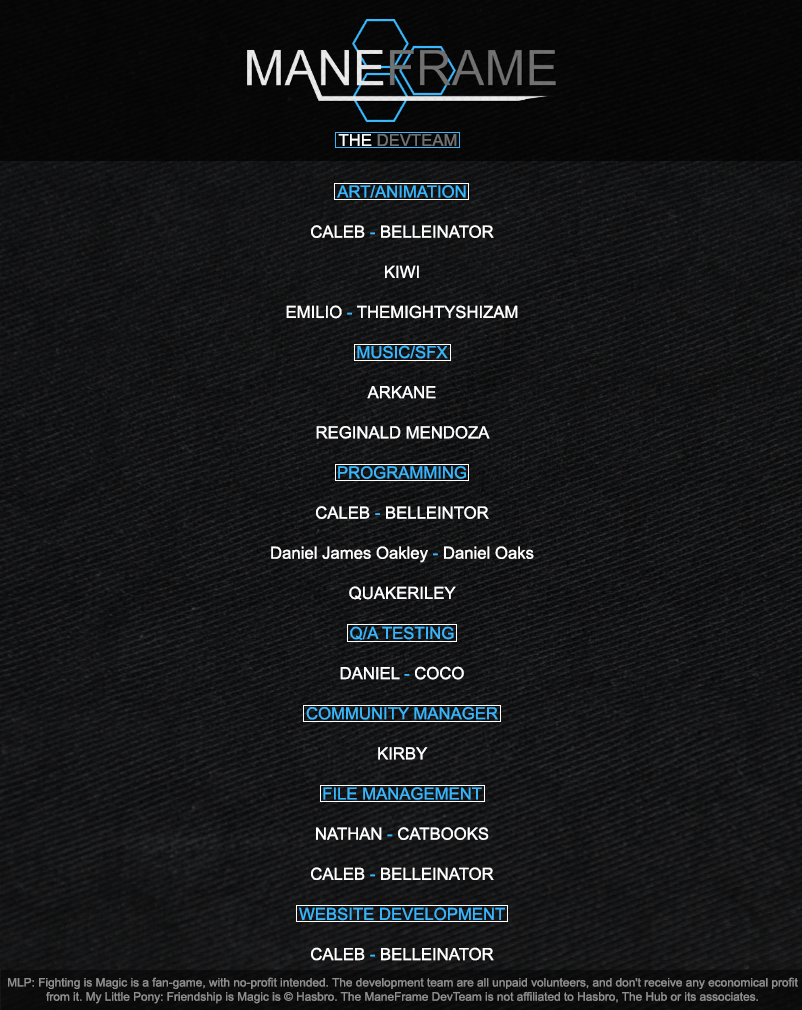 MANEFRAME
THE DEVTEAM
ART/ANIMATION
CALEB - BELLEINATOR
KIWI
EMILIO - THEMIGHTYSHIZAM
MUSIC/SFX
ARKANE
REGINALD MENDOZA
PROGRAMMING
CALEB - BELLEINTOR
Daniel James Oakley - Daniel Oaks
QUAKERILEY
Q/A TESTING
DANIEL - COCO
COMMUNITY MANAGER
KIRBY
FILE MANAGEMENT
NATHAN - CATBOOKS
CALEB - BELLEINATOR
WEBSITE DEVELOPMENT
CALEB - BELLEINATOR
MLP: Fighting is Magic is a fan-game, with no-profit intended. The development team are all unpaid volunteers, and don't receive any economical profit
from it. My Little Pony: Friendship is Magic is © Hasbro. The ManeFrame DevTeam is not affiliated to Hasbro, The Hub or its associates.